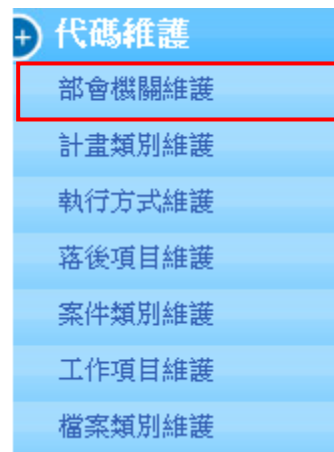 代碼維護
部會機關維護
計畫類別維護
執行方式維護
落後項目維護
案件類別維護
工作項目維護
檔案類別維護